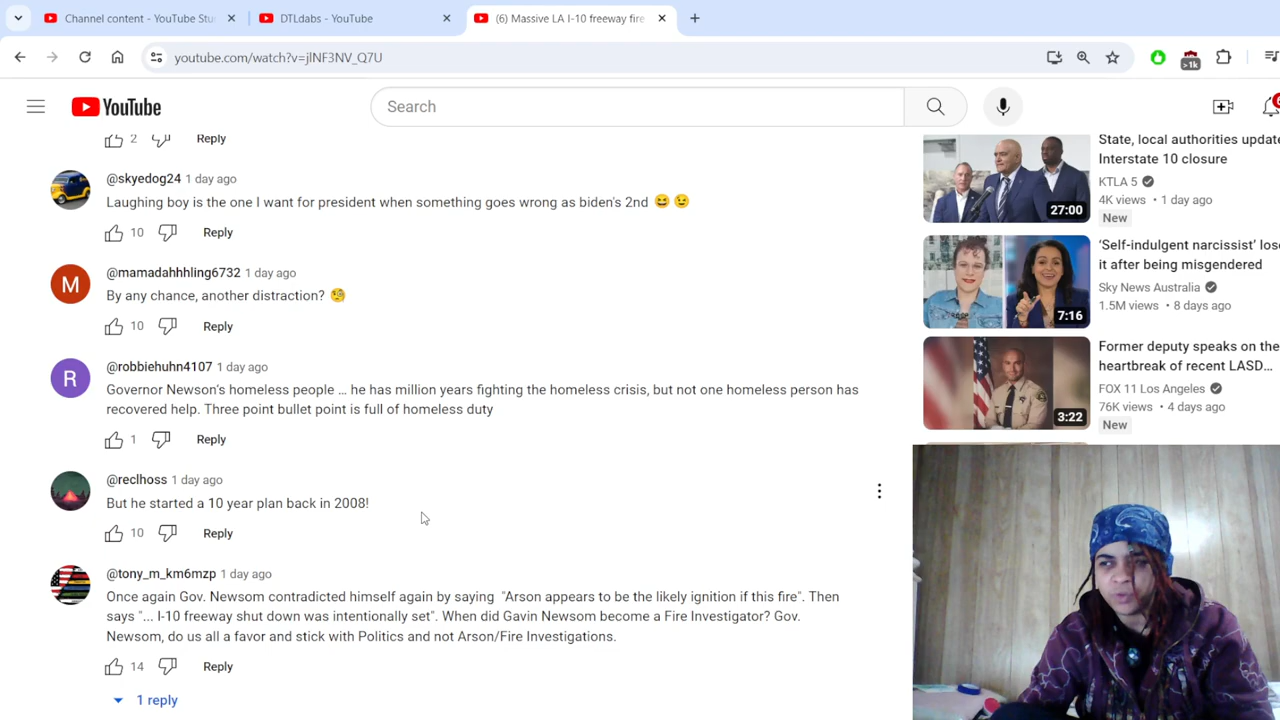 Channel content - YouTube Stu
DTLdabs - YouTube
(6) Massive LA I-10 freeway fire
youtube.com/watch?v=jlNF3NV_Q7U
>1k
YouTube
Search
6
2
Reply
@skyedog24 1 day ago
Laughing boy is the one I want for president when something goes wrong as biden's 2nd 😆 😉
10 Reply
@mamadahhhling6732 1 day ago
By any chance, another distraction? 🧐
10 Reply
M
@robbiehuhn4107 1 day ago
Governor Newson's homeless people … he has million years fighting the homeless crisis, but not one homeless person has
recovered help. Three point bullet point is full of homeless duty
1 Reply
R
@reclhoss 1 day ago
But he started a 10 year plan back in 2008!
10 Reply
@tony_m_km6mzp 1 day ago
Once again Gov. Newsom contradicted himself again by saying "Arson appears to be the likely ignition if this fire". Then
says "... I-10 freeway shut down was intentionally set". When did Gavin Newsom become a Fire Investigator? Gov.
Newsom, do us all a favor and stick with Politics and not Arson/Fire Investigations.
14 Reply
1 reply
State, local authorities update
Interstate 10 closure
KTLA 5
4K views • 1 day ago
New
27:00
'Self-indulgent narcissist' lose
it after being misgendered
Sky News Australia
1.5M views • 8 days ago
7:16
Former deputy speaks on the
heartbreak of recent LASD...
FOX 11 Los Angeles
76K views • 4 days ago
New
3:22